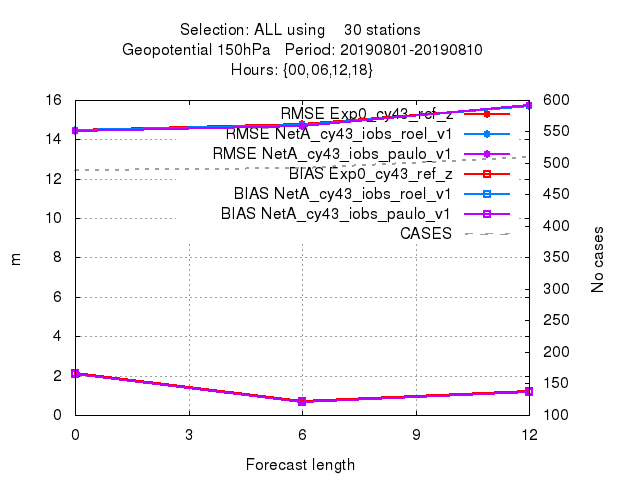 Selection: ALL using 30 stations
Geopotential 150hPa Period: 20190801-20190810
Hours: {00,06,12,18}
RMSE Exp0_cy43_ref_z
RMSE NetA_cy43_iobs_roel_v1
RMSE NetA_cy43_iobs_paulo_v1
BIAS Exp0_cy43_ref_z
BIAS NetA_cy43_iobs_roel_v1
BIAS NetA_cy43_iobs_paulo_v1
CASES
16
14
12
10
8
6
4
2
0
m
600
550
500
450
400
350
300
250
200
150
100
No cases
0 3 6 9 12
Forecast length